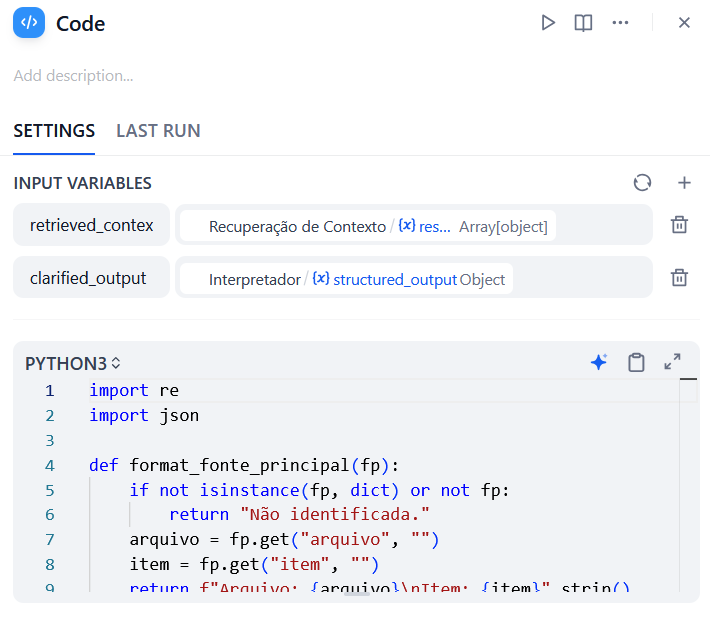 Code
Add description...
SETTINGS LAST RUN
INPUT VARIABLES
retrieved_contex Recuperação de Contexto / {x} res... Array[object]
clarified_output Interpretador / {x} structured_output Object
PYTHON3
1 import re
2 import json
3
4 def format_fonte_principal(fp):
5 if not isinstance(fp, dict) or not fp:
6 return "Não identificada."
7 arquivo = fp.get("arquivo", "")
8 item = fp.get("item", "")
9 return f"Arquivo: {arquivo}\nItem: {item}".strip()